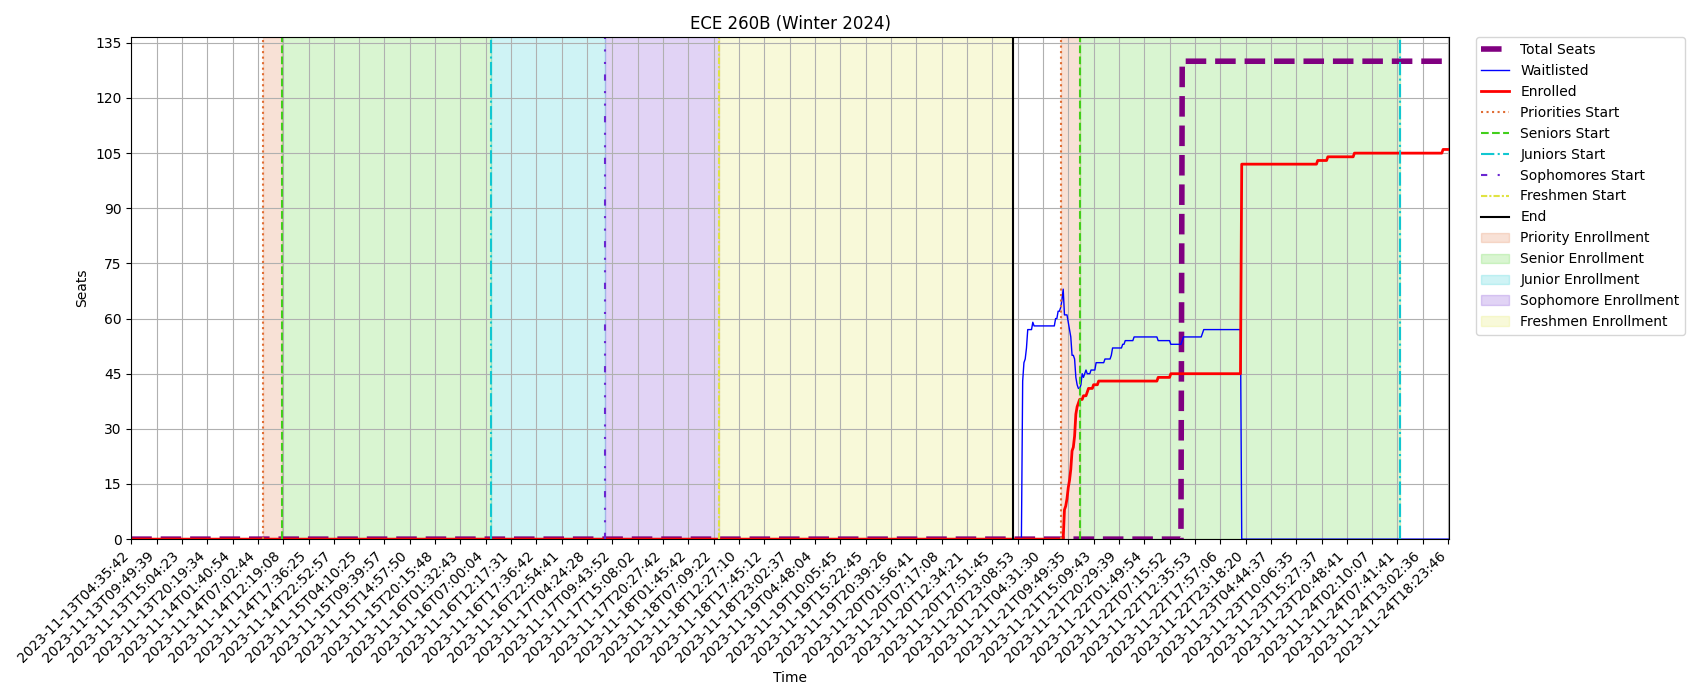 ECE 260B (Winter 2024)
135
120
105
90
75
60
45
30
15
0
Seats
2023-11-13T04:35:42
2023-11-13T09:49:39
2023-11-13T15:04:23
2023-11-13T20:19:34
2023-11-14T01:40:54
2023-11-14T07:02:44
2023-11-14T12:19:08
2023-11-14T17:36:25
2023-11-14T22:52:57
2023-11-15T04:10:25
2023-11-15T09:39:57
2023-11-15T14:57:50
2023-11-15T20:15:48
2023-11-16T01:32:43
2023-11-16T07:00:04
2023-11-16T12:17:31
2023-11-16T17:36:42
2023-11-16T22:54:41
2023-11-17T04:24:28
2023-11-17T09:43:52
2023-11-17T15:08:02
2023-11-17T20:27:42
2023-11-18T01:45:42
2023-11-18T07:09:22
2023-11-18T12:27:10
2023-11-18T17:45:12
2023-11-18T23:02:37
2023-11-19T04:48:04
2023-11-19T10:05:45
2023-11-19T15:22:45
2023-11-19T20:39:26
2023-11-20T01:56:41
2023-11-20T07:17:08
2023-11-20T12:34:21
2023-11-20T17:51:45
2023-11-20T23:08:53
2023-11-21T04:31:30
2023-11-21T09:49:35
2023-11-21T15:09:43
2023-11-21T20:29:39
2023-11-22T01:49:54
2023-11-22T07:15:52
2023-11-22T12:35:53
2023-11-22T17:57:06
2023-11-22T23:18:20
2023-11-23T04:44:37
2023-11-23T10:06:35
2023-11-23T15:27:37
2023-11-23T20:48:41
2023-11-24T02:10:07
2023-11-24T07:41:41
2023-11-24T13:02:36
2023-11-24T18:23:46
Time
Total Seats
Waitlisted
Enrolled
Priorities Start
Seniors Start
Juniors Start
Sophomores Start
Freshmen Start
End
Priority Enrollment
Senior Enrollment
Junior Enrollment
Sophomore Enrollment
Freshmen Enrollment